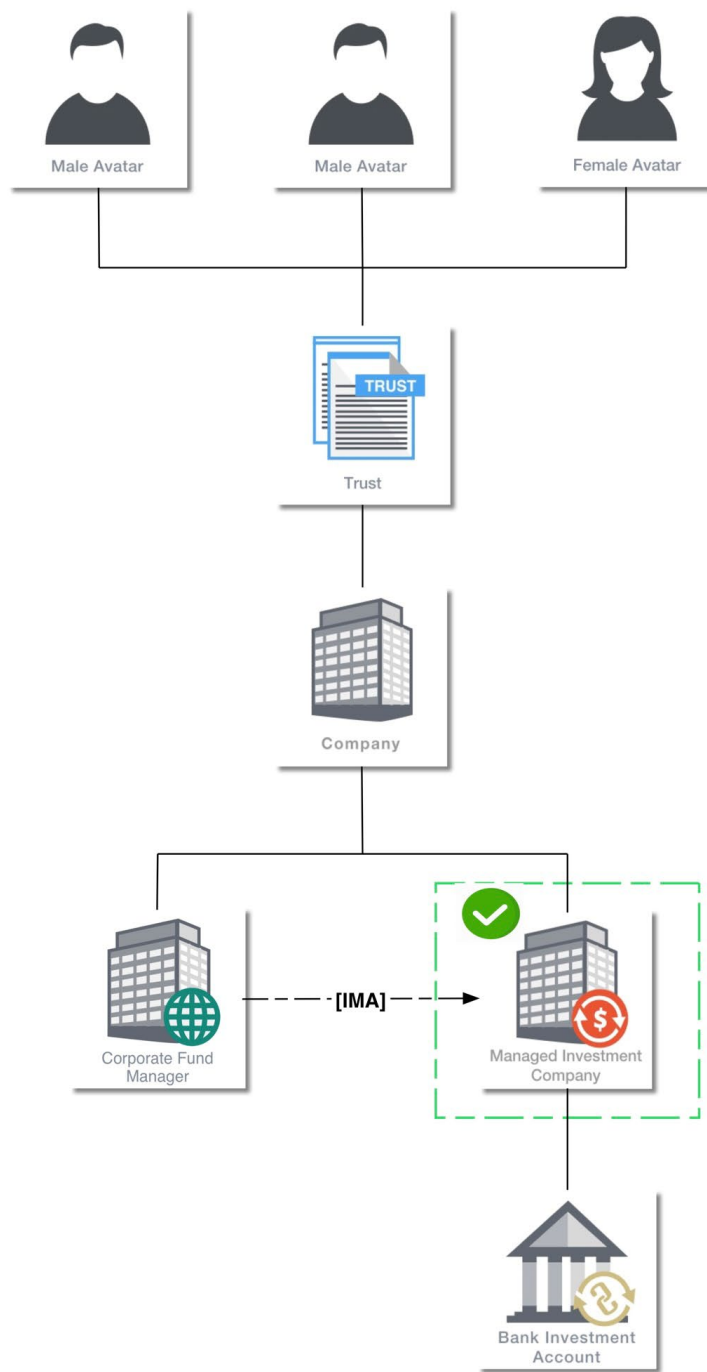 Male Avatar
Male Avatar
Female Avatar
TRUST
Trust
Company
[IMA]
Corporate Fund
Manager
$
Managed Investment
Company
Bank Investment
Account